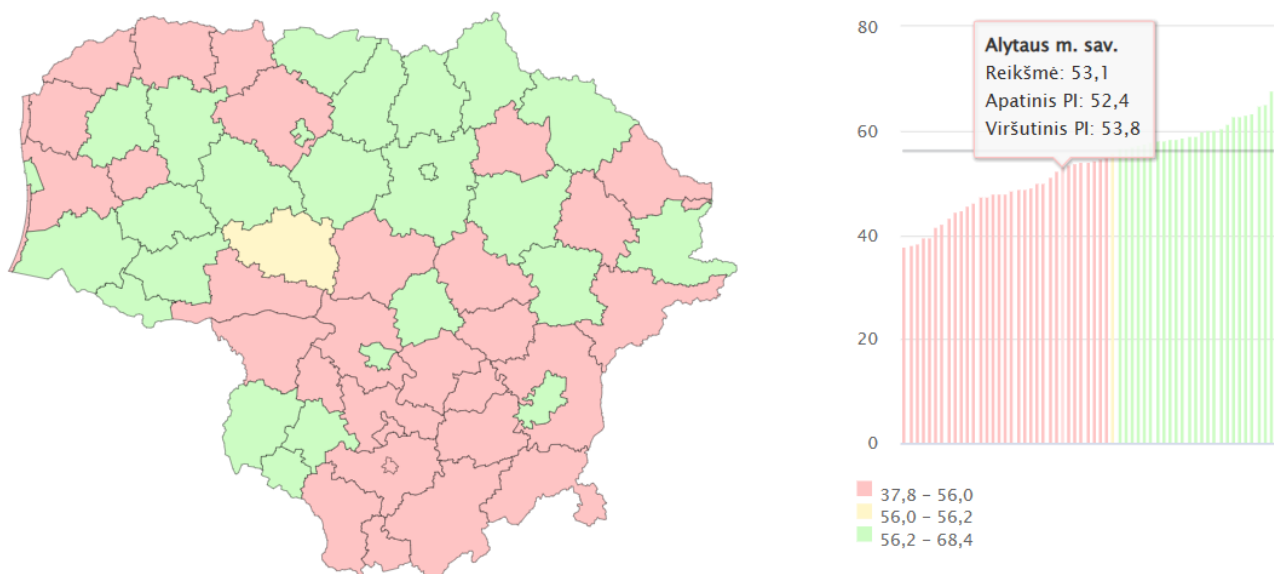 80
Alytaus m. sav.
Reikšmė: 53,1
Apatinis PI: 52,4
Viršutinis PI: 53,8
60
40
20
0
37,8 – 56,0
56,0 – 56,2
56,2 – 68,4